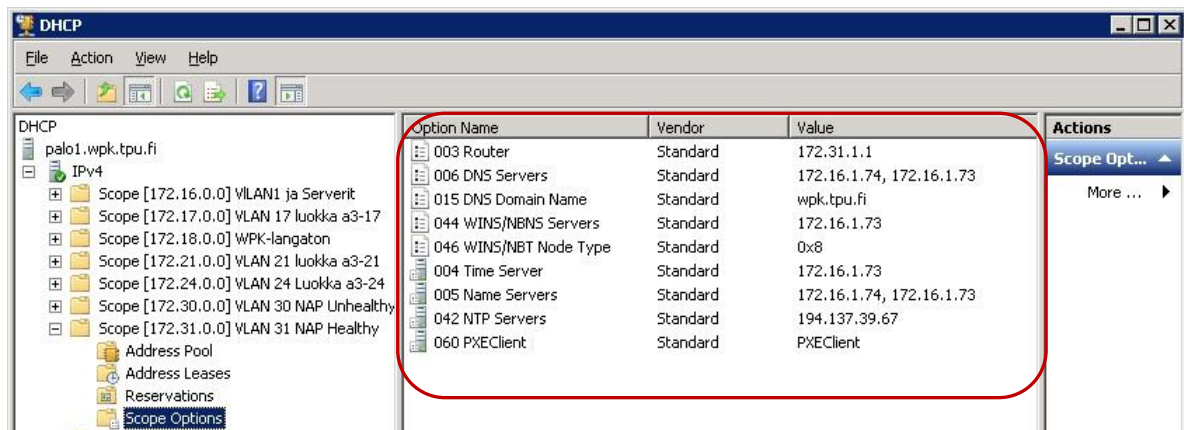 DHCP
File Action View Help
DHCP
palo1.wpk.tpu.fi
IPv4
Scope [172.16.0.0] VLAN1 ja Serverit
Scope [172.17.0.0] VLAN 17 luokka a3-17
Scope [172.18.0.0] WPK-langaton
Scope [172.21.0.0] VLAN 21 luokka a3-21
Scope [172.24.0.0] VLAN 24 Luokka a3-24
Scope [172.30.0.0] VLAN 30 NAP Unhealthy
Scope [172.31.0.0] VLAN 31 NAP Healthy
Address Pool
Address Leases
Reservations
Scope Options
Option Name Vendor Value
003 Router Standard 172.31.1.1
006 DNS Servers Standard 172.16.1.74, 172.16.1.73
015 DNS Domain Name Standard wpk.tpu.fi
044 WINS/NBNS Servers Standard 172.16.1.73
046 WINS/NBT Node Type Standard 0x8
004 Time Server Standard 172.16.1.73
005 Name Servers Standard 172.16.1.74, 172.16.1.73
042 NTP Servers Standard 194.137.39.67
060 PXEClient Standard PXEClient
Actions
Scope Opt...
More ...